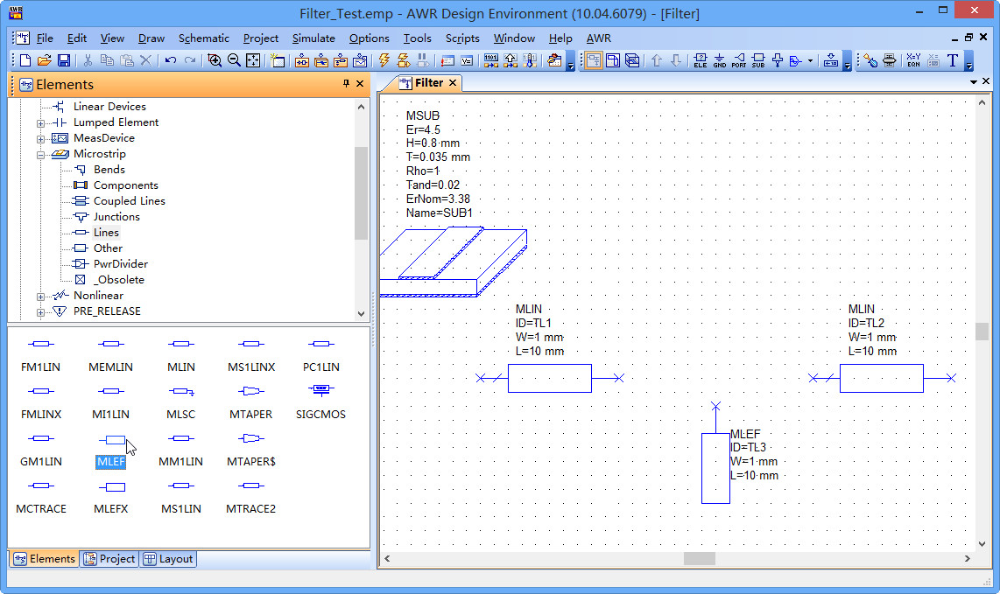 AWR
Filter_Test.emp - AWR Design Environment (10.04.6079) - [Filter]
File Edit View Draw Schematic Project Simulate Options Tools Scripts Window Help AWR
ELE GND PORT SUB X=Y EQN X= T
Elements
Filter
Linear Devices
Lumped Element
MeasDevice
Microstrip
Bends
Components
Coupled Lines
Junctions
Lines
Other
PwrDivider
_Obsolete
Nonlinear
PRE_RELEASE
FM1LIN MEMLIN MLIN MS1LINX PC1LIN
FMLINX MI1LIN MLSC MTAPER SIGCMOS
GM1LIN MLEF MM1LIN MTAPER$
MCTRACE MLEFX MS1LIN MTRACE2
Elements Project Layout
MSUB
Er=4.5
H=0.8 mm
T=0.035 mm
Rho=1
Tand=0.02
ErNom=3.38
Name=SUB1
MLIN
ID=TL1
W=1 mm
L=10 mm
MLIN
ID=TL2
W=1 mm
L=10 mm
MLEF
ID=TL3
W=1 mm
L=10 mm